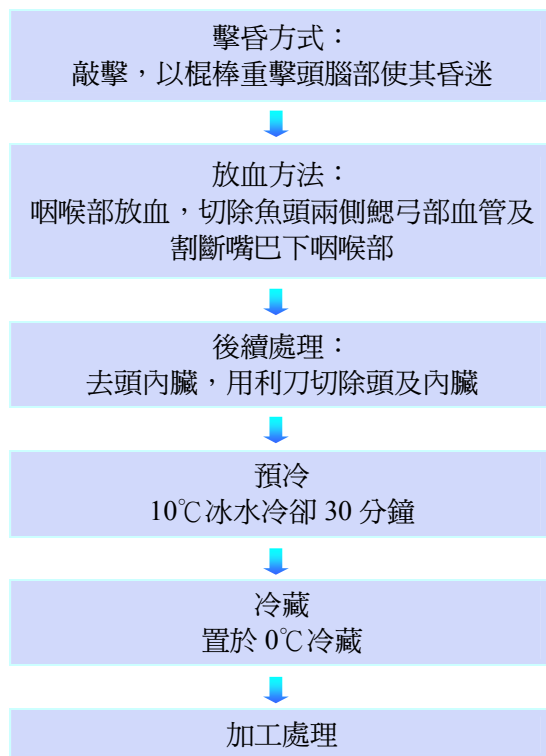 擊昏方式：
敲擊，以棍棒重擊頭腦部使其昏迷
放血方法：
咽喉部放血，切除魚頭兩側鰓弓部血管及
割斷嘴巴下咽喉部
後續處理：
去頭內臟，用利刀切除頭及內臟
預冷
10℃冰水冷卻 30 分鐘
冷藏
置於 0℃冷藏
加工處理